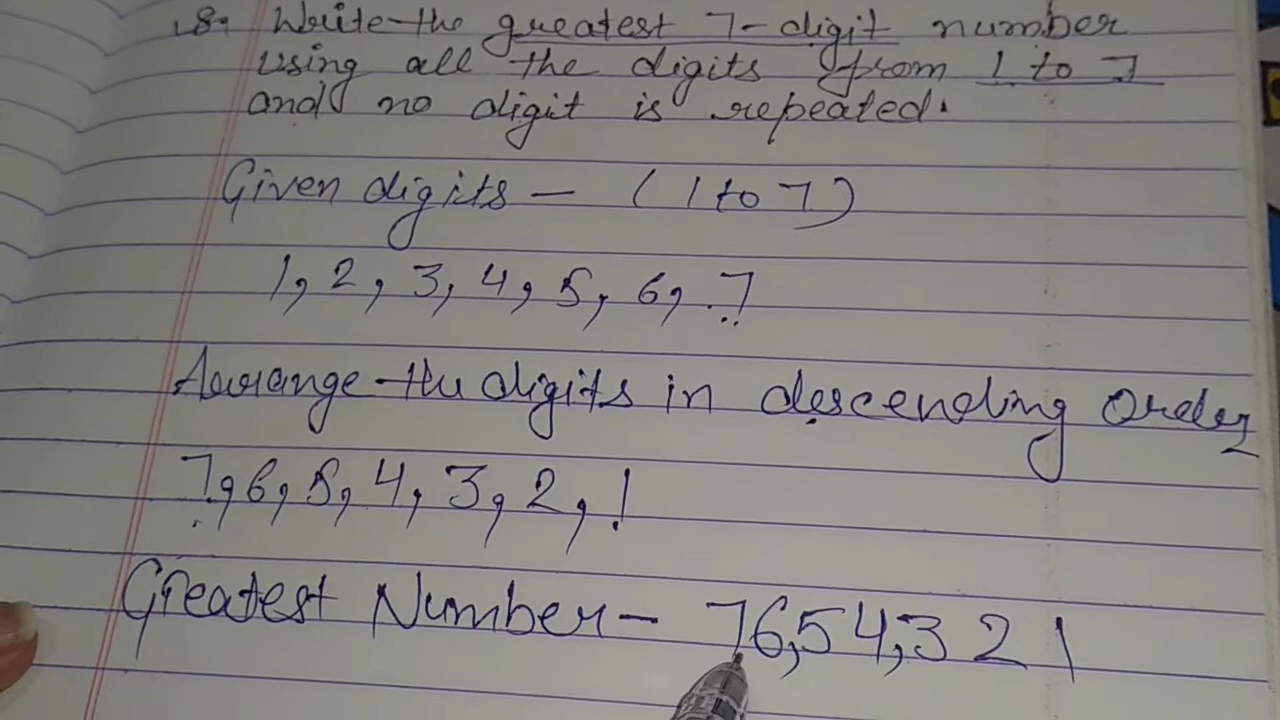 8. Write the greatest 7-digit number
using all the digits from 1 to 7
and no digit is repeated.
Given digits - (1 to 7)
1, 2, 3, 4, 5, 6, 7
Arrange the digits in descending Order
7, 6, 5, 4, 3, 2, 1
Greatest Number - 76,54,321